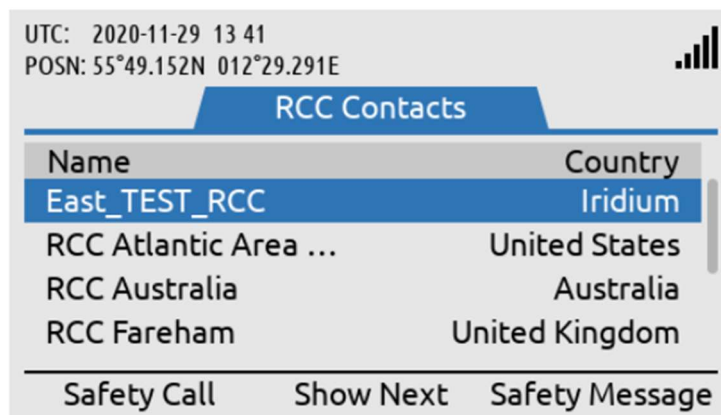 UTC: 2020-11-29 13 41
POSN: 55°49.152N 012°29.291E
RCC Contacts
Name Country
East_TEST_RCC Iridium
RCC Atlantic Area ... United States
RCC Australia Australia
RCC Fareham United Kingdom
Safety Call Show Next Safety Message